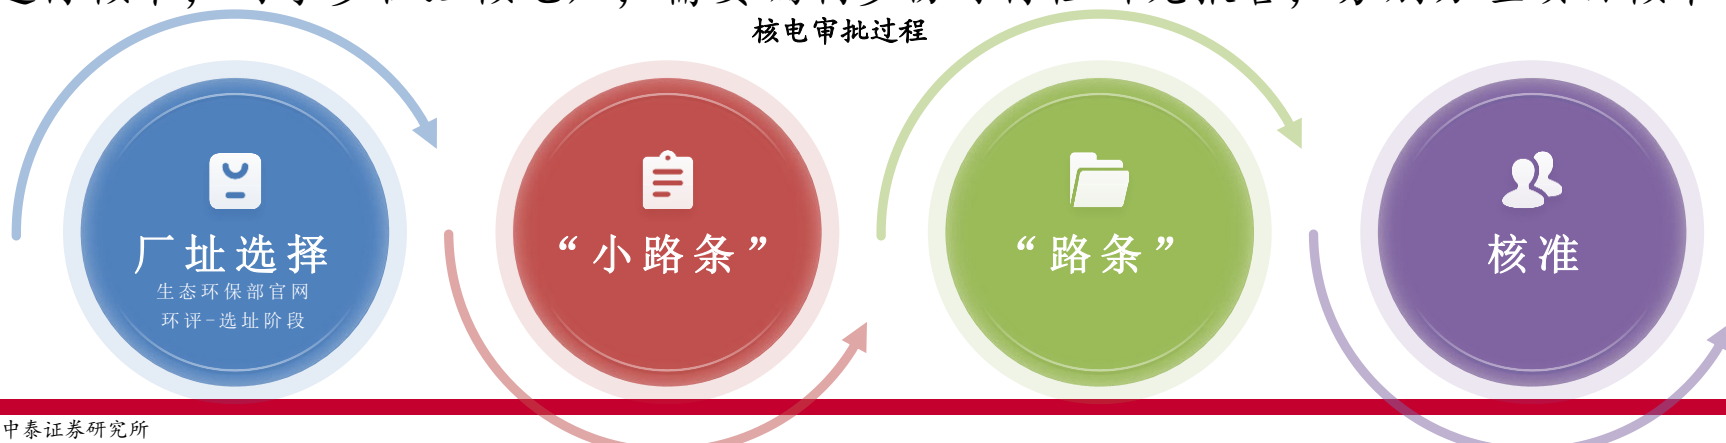 核电审批过程
厂址选择
生态环保部官网
环评-选址阶段
“小路条”
“路条”
核准
中泰证券研究所